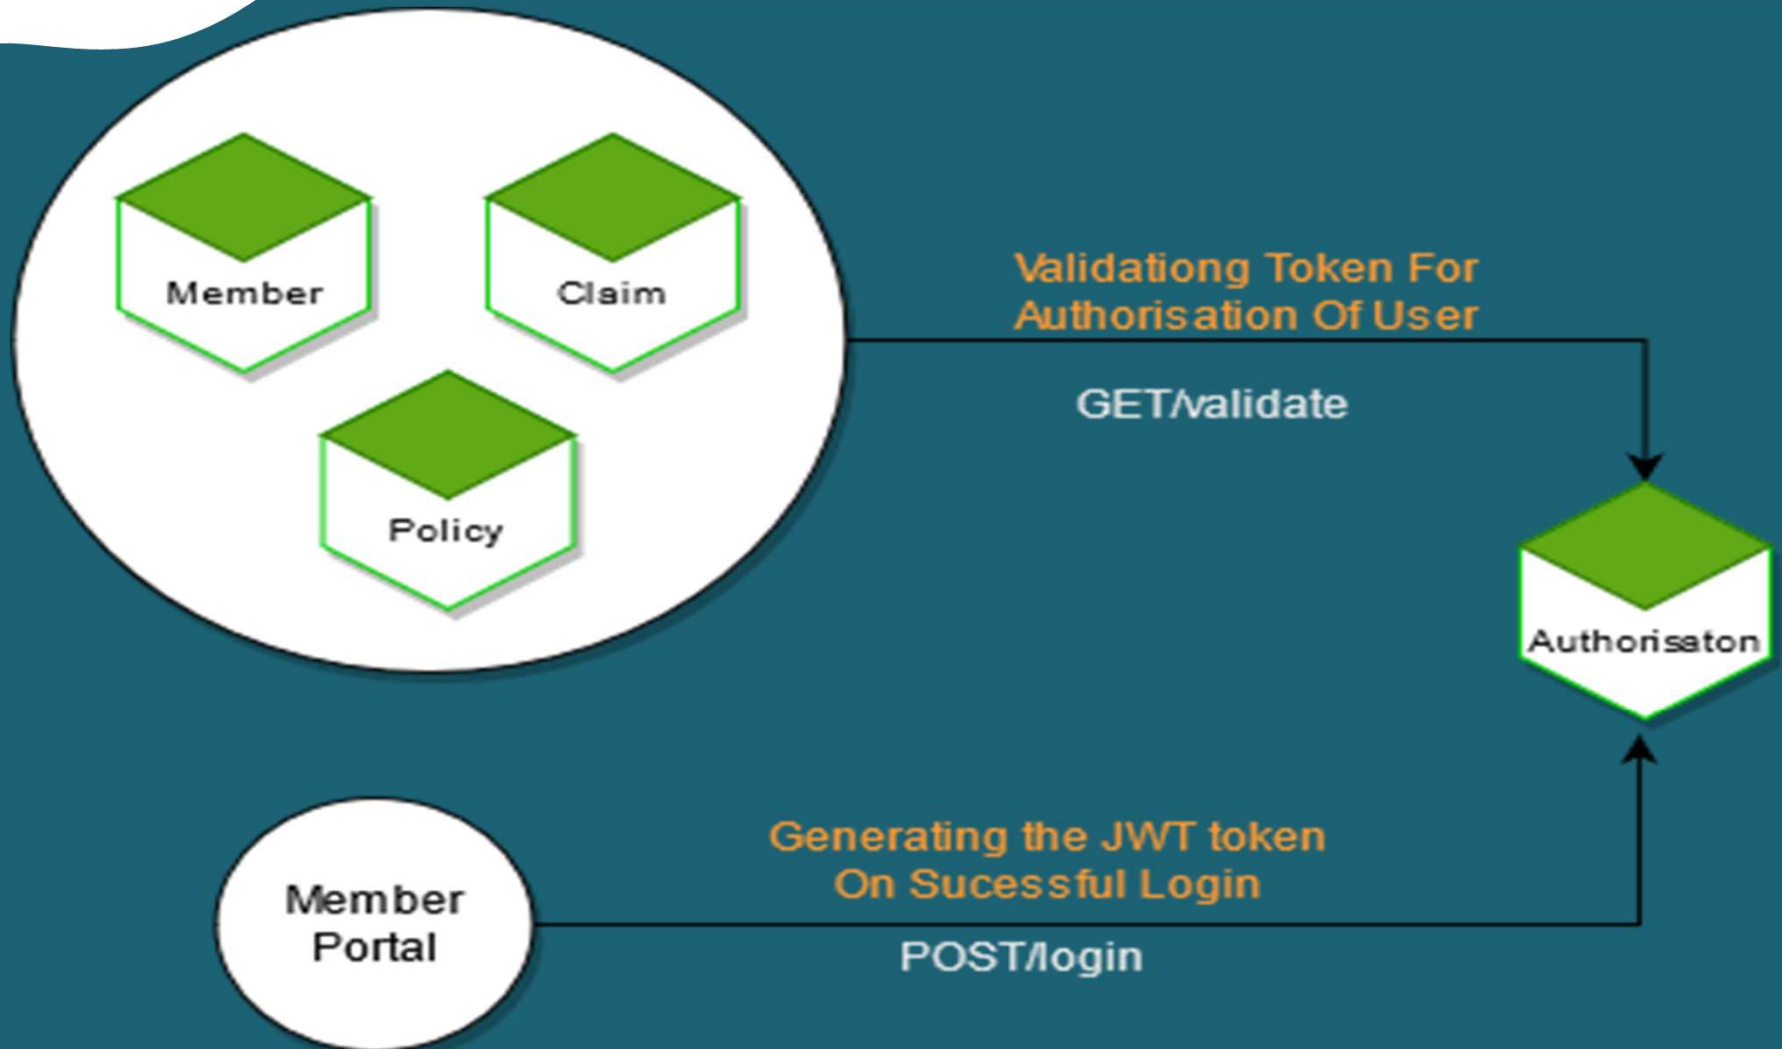 Member
Claim
Policy
Validationg Token For
Authorisation Of User
GET/validate
Authorisaton
Member
Portal
Generating the JWT token
On Sucessful Login
POST/login